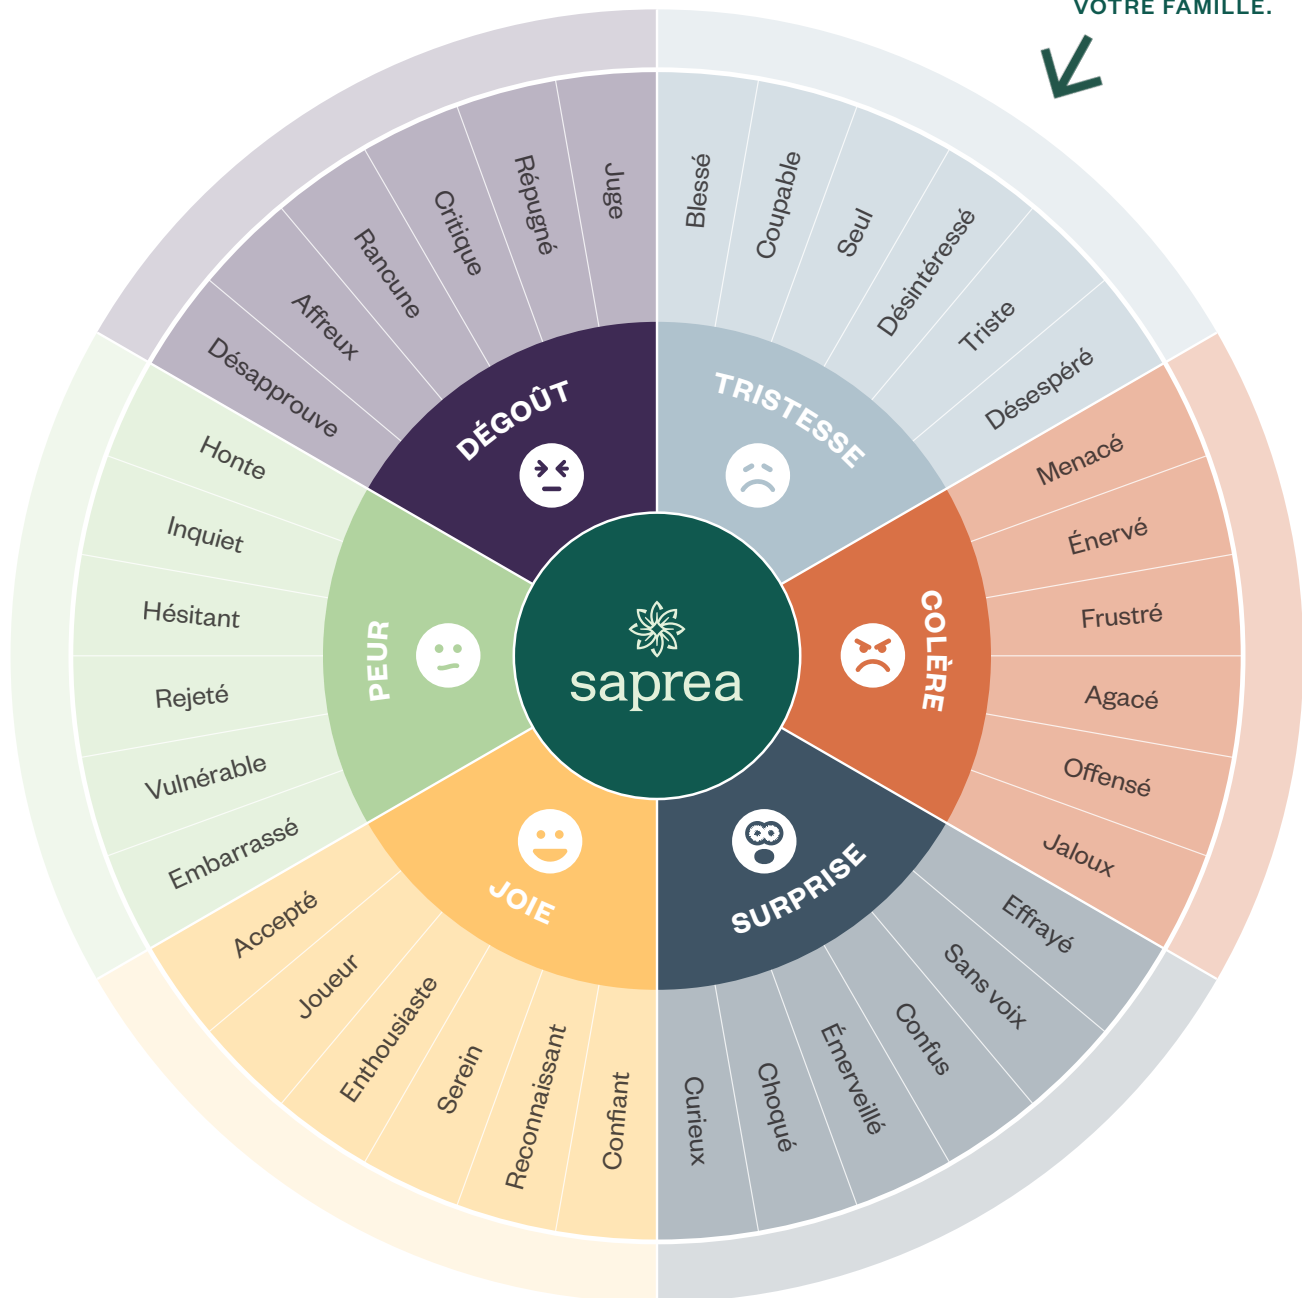 VOTRE FAMILLE.
saprea
TRISTESSE
Blessé
Coupable
Seul
Désintéressé
Triste
Désespéré
COLÈRE
Menacé
Énervé
Frustré
Agacé
Offensé
Jaloux
SURPRISE
Effrayé
Sans voix
Confus
Émerveillé
Choqué
Curieux
JOIE
Confiant
Reconnaissant
Serein
Enthousiaste
Joueur
Accepté
PEUR
Embarrassé
Vulnérable
Rejeté
Hésitant
Inquiet
Honte
DÉGOÛT
Désapprouve
Affreux
Rancune
Critique
Répugné
Juge